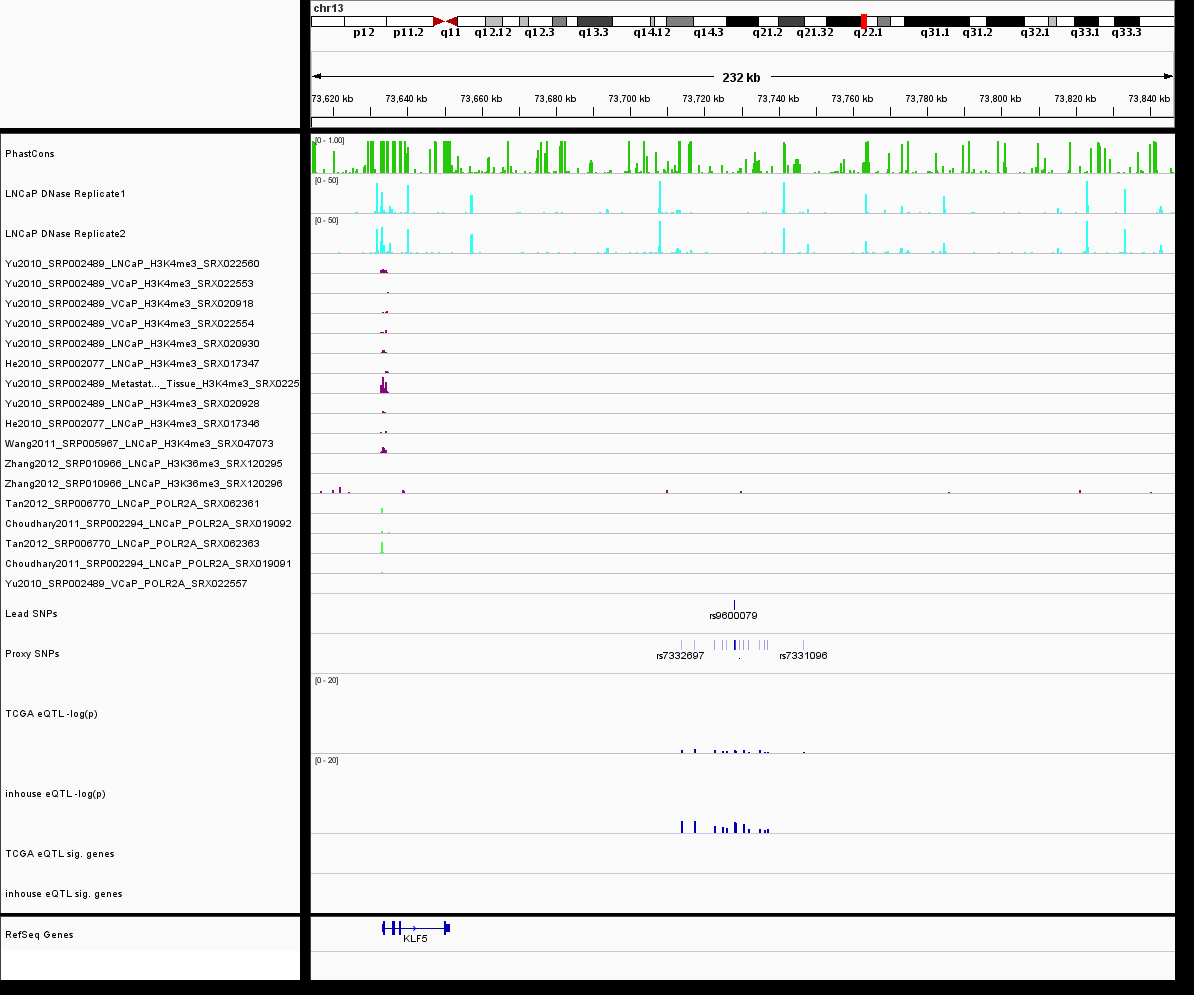 chr13
p12 p11.2 q11 q12.12 q12.3 q13.3 q14.12 q14.3 q21.2 q21.32 q22.1 q31.1 q31.2 q32.1 q33.1 q33.3
232 kb
73,620 kb 73,640 kb 73,660 kb 73,680 kb 73,700 kb 73,720 kb 73,740 kb 73,760 kb 73,780 kb 73,800 kb 73,820 kb 73,840 kb
[0 - 1.00]
PhastCons
[0 - 50]
LNCaP DNase Replicate1
[0 - 50]
LNCaP DNase Replicate2
Yu2010_SRP002489_LNCaP_H3K4me3_SRX022560
Yu2010_SRP002489_VCaP_H3K4me3_SRX022553
Yu2010_SRP002489_VCaP_H3K4me3_SRX020918
Yu2010_SRP002489_VCaP_H3K4me3_SRX022554
Yu2010_SRP002489_LNCaP_H3K4me3_SRX020930
He2010_SRP002077_LNCaP_H3K4me3_SRX017347
Yu2010_SRP002489_Metastat..._Tissue_H3K4me3_SRX0225
Yu2010_SRP002489_LNCaP_H3K4me3_SRX020928
He2010_SRP002077_LNCaP_H3K4me3_SRX017346
Wang2011_SRP005967_LNCaP_H3K4me3_SRX047073
Zhang2012_SRP010966_LNCaP_H3K36me3_SRX120295
Zhang2012_SRP010966_LNCaP_H3K36me3_SRX120296
Tan2012_SRP006770_LNCaP_POLR2A_SRX062361
Choudhary2011_SRP002294_LNCaP_POLR2A_SRX019092
Tan2012_SRP006770_LNCaP_POLR2A_SRX062363
Choudhary2011_SRP002294_LNCaP_POLR2A_SRX019091
Yu2010_SRP002489_VCaP_POLR2A_SRX022557
Lead SNPs
rs9600079
Proxy SNPs
rs7332697 . rs7331096
[0 - 20]
TCGA eQTL -log(p)
[0 - 20]
inhouse eQTL -log(p)
TCGA eQTL sig. genes
inhouse eQTL sig. genes
RefSeq Genes
KLF5